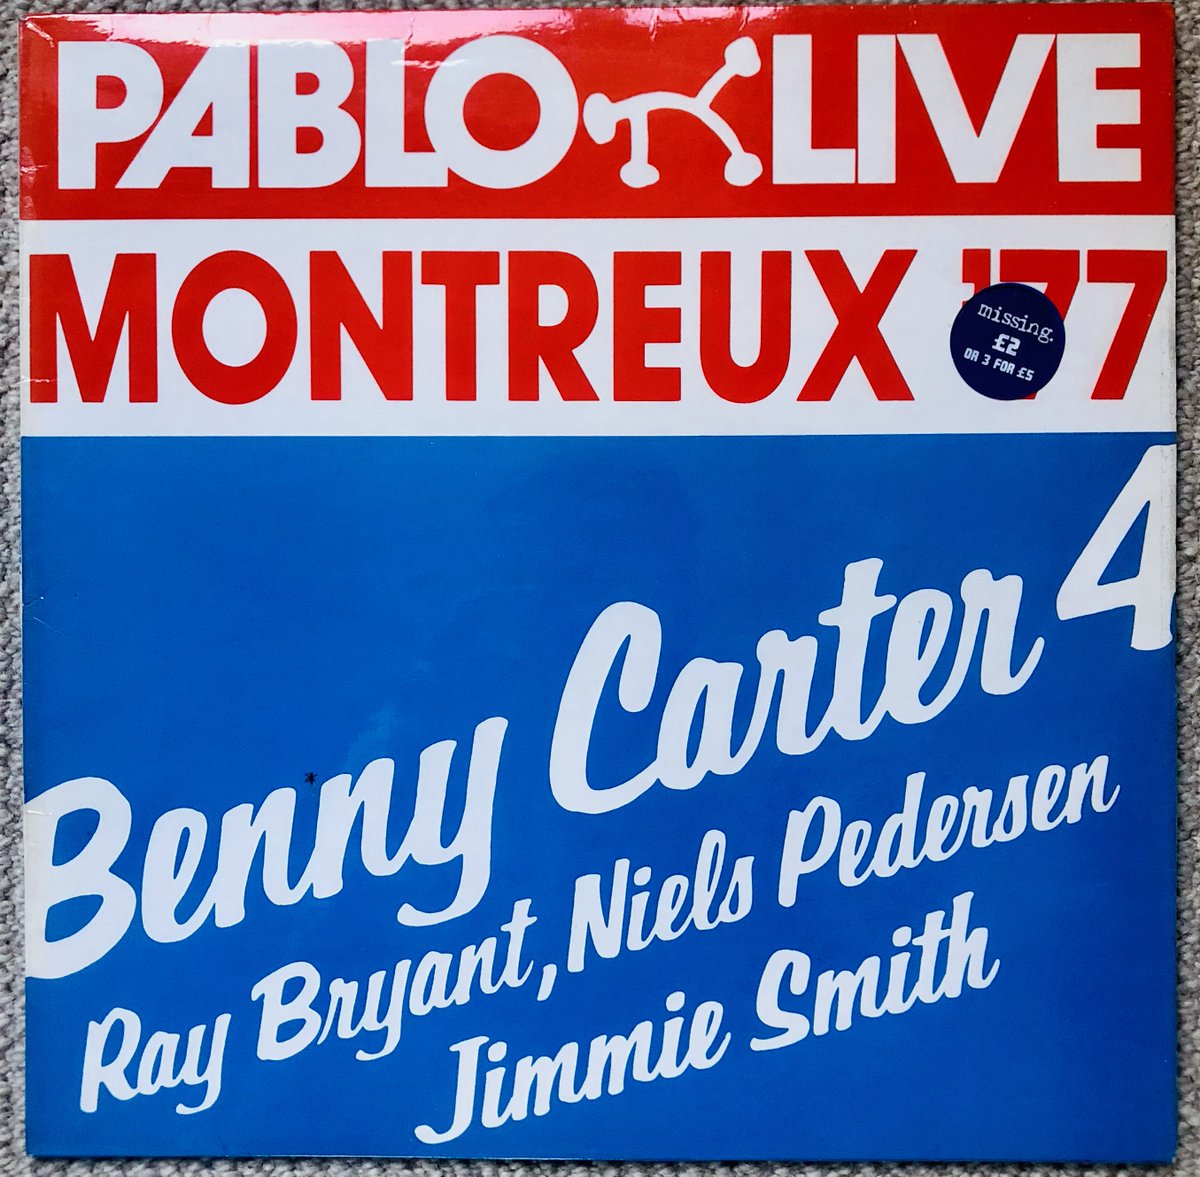 PABLO LIVE
MONTREUX '77
missing.
£2
OR 3 FOR £5
Benny Carter 4
Ray Bryant, Niels Pedersen
Jimmie Smith